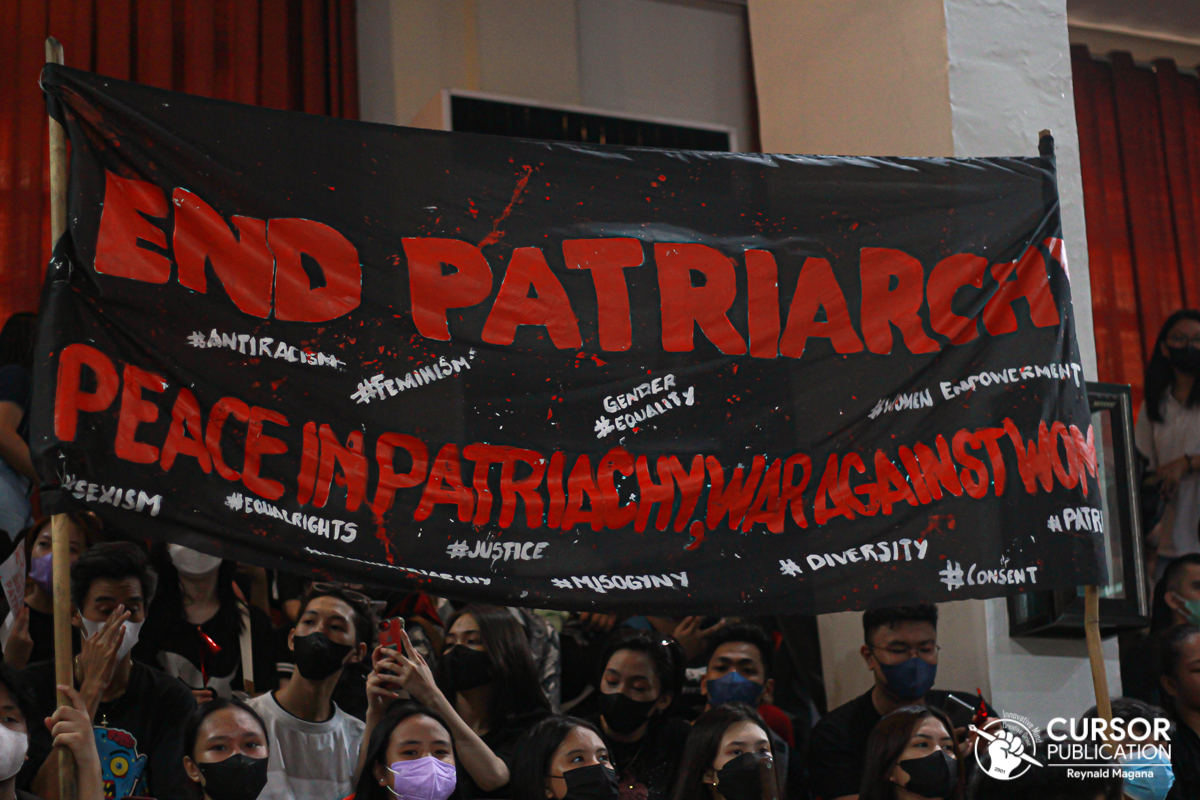 END PATRIARCHY
#ANTIRACISM
#FEMINISM
GENDER
#EQUALITY
#WOMEN EMPOWERMENT
PEACE IN PATRIACHY, WAR AGAINST WOM
#SEXISM
#EQUALRIGHTS
#JUSTICE
#MISOGYNY
#DIVERSITY
#CONSENT
#PATRI
CURSOR
PUBLICATION
Reynald Magana